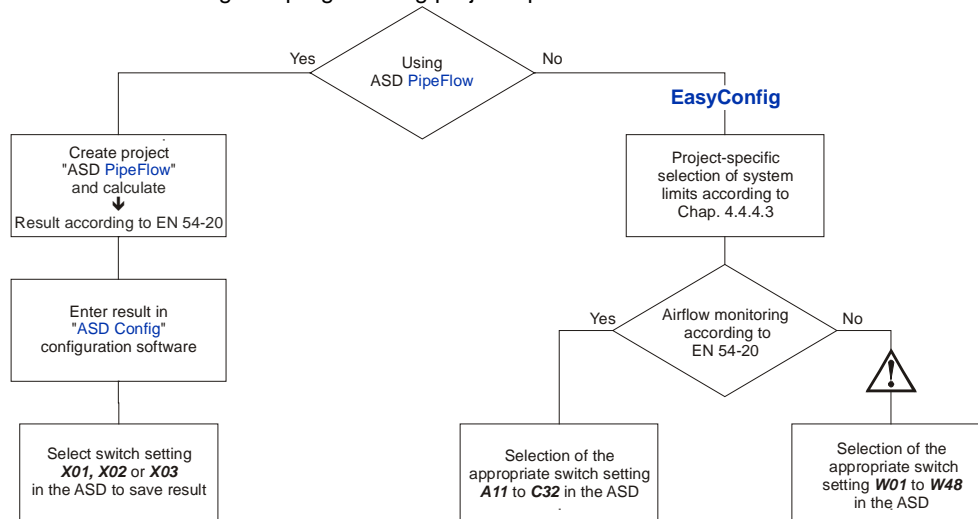 Yes
Using
ASD PipeFlow
No
EasyConfig
Create project
"ASD PipeFlow"
and calculate
🡻
Result according to EN 54-20
Project-specific
selection of system
limits according to
Chap. 4.4.4.3
Enter result in
"ASD Config"
configuration software
Yes
Airflow monitoring
according to
EN 54-20
No
Select switch setting
X01, X02 or X03
in the ASD to save result
Selection of the
appropriate switch setting
A11 to C32 in the ASD
Selection of the
appropriate switch
setting W01 to W48
in the ASD